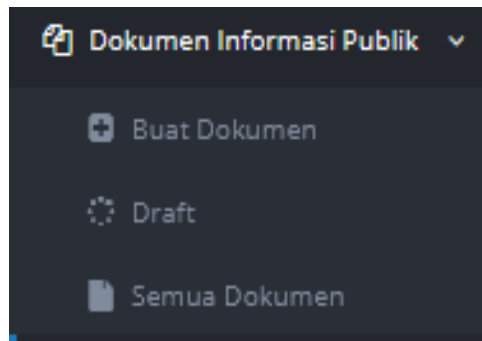 Dokumen Informasi Publik
Buat Dokumen
Draft
Semua Dokumen